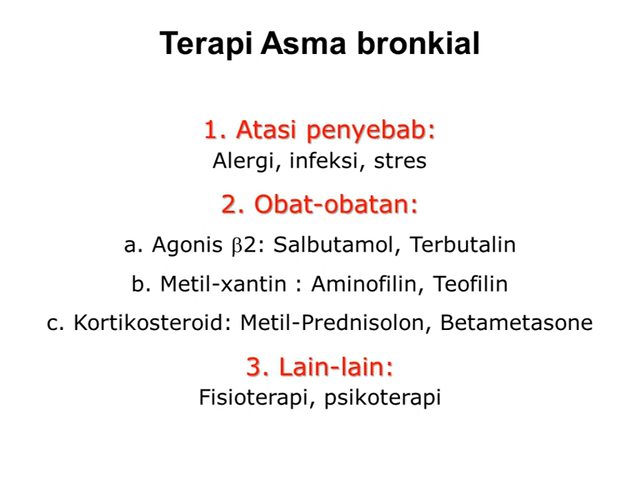 Terapi Asma bronkial
1. Atasi penyebab:
Alergi, infeksi, stres
2. Obat-obatan:
a. Agonis β2: Salbutamol, Terbutalin
b. Metil-xantin : Aminofilin, Teofilin
c. Kortikosteroid: Metil-Prednisolon, Betametasone
3. Lain-lain:
Fisioterapi, psikoterapi